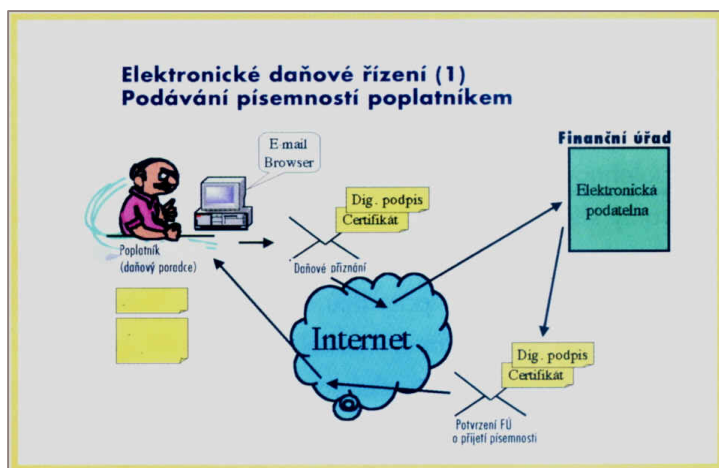 Elektronické daňové řízení (1)
Podávání písemností poplatníkem
Finanční úřad
E-mail
Browser
Elektronická
podatelna
Dig. podpis
Certifikát
Poplatník
(daňový poradce)
Daňové přiznání
Internet
Dig. podpis
Certifikát
Potvrzení FÚ
o přijetí písemnosti